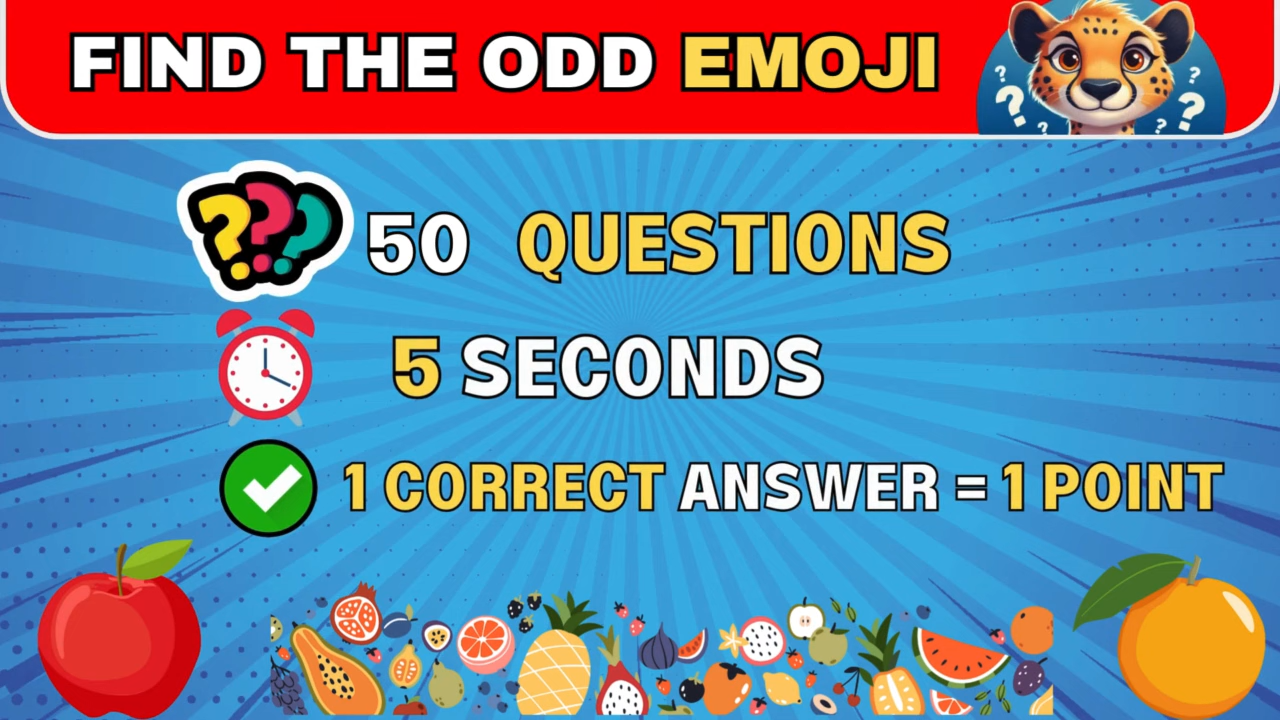 FIND THE ODD EMOJI
50 QUESTIONS
5 SECONDS
1 CORRECT ANSWER = 1 POINT